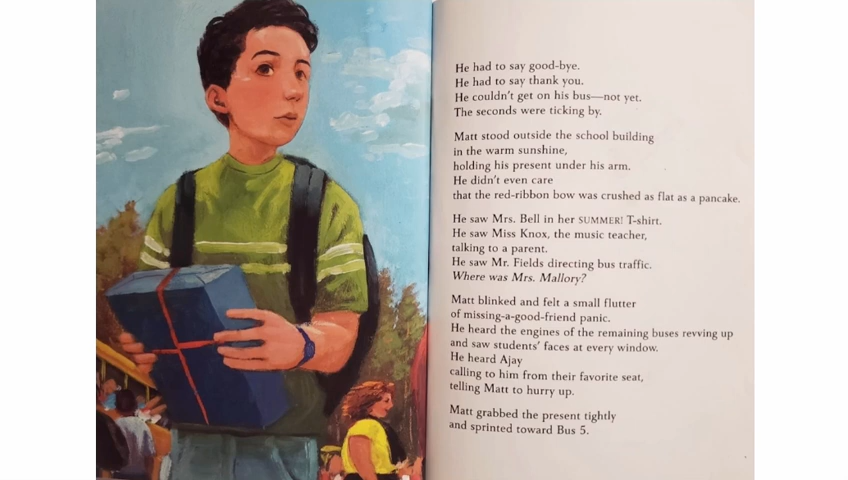 He had to say good-bye.
He had to say thank you.
He couldn't get on his bus—not yet.
The seconds were ticking by.
Matt stood outside the school building
in the warm sunshine,
holding his present under his arm.
He didn't even care
that the red-ribbon bow was crushed as flat as a pancake.
He saw Mrs. Bell in her SUMMER! T-shirt.
He saw Miss Knox, the music teacher,
talking to a parent.
He saw Mr. Fields directing bus traffic.
Where was Mrs. Mallory?
Matt blinked and felt a small flutter
of missing-a-good-friend panic.
He heard the engines of the remaining buses revving up
and saw students' faces at every window.
He heard Ajay
calling to him from their favorite seat,
telling Matt to hurry up.
Matt grabbed the present tightly
and sprinted toward Bus 5.